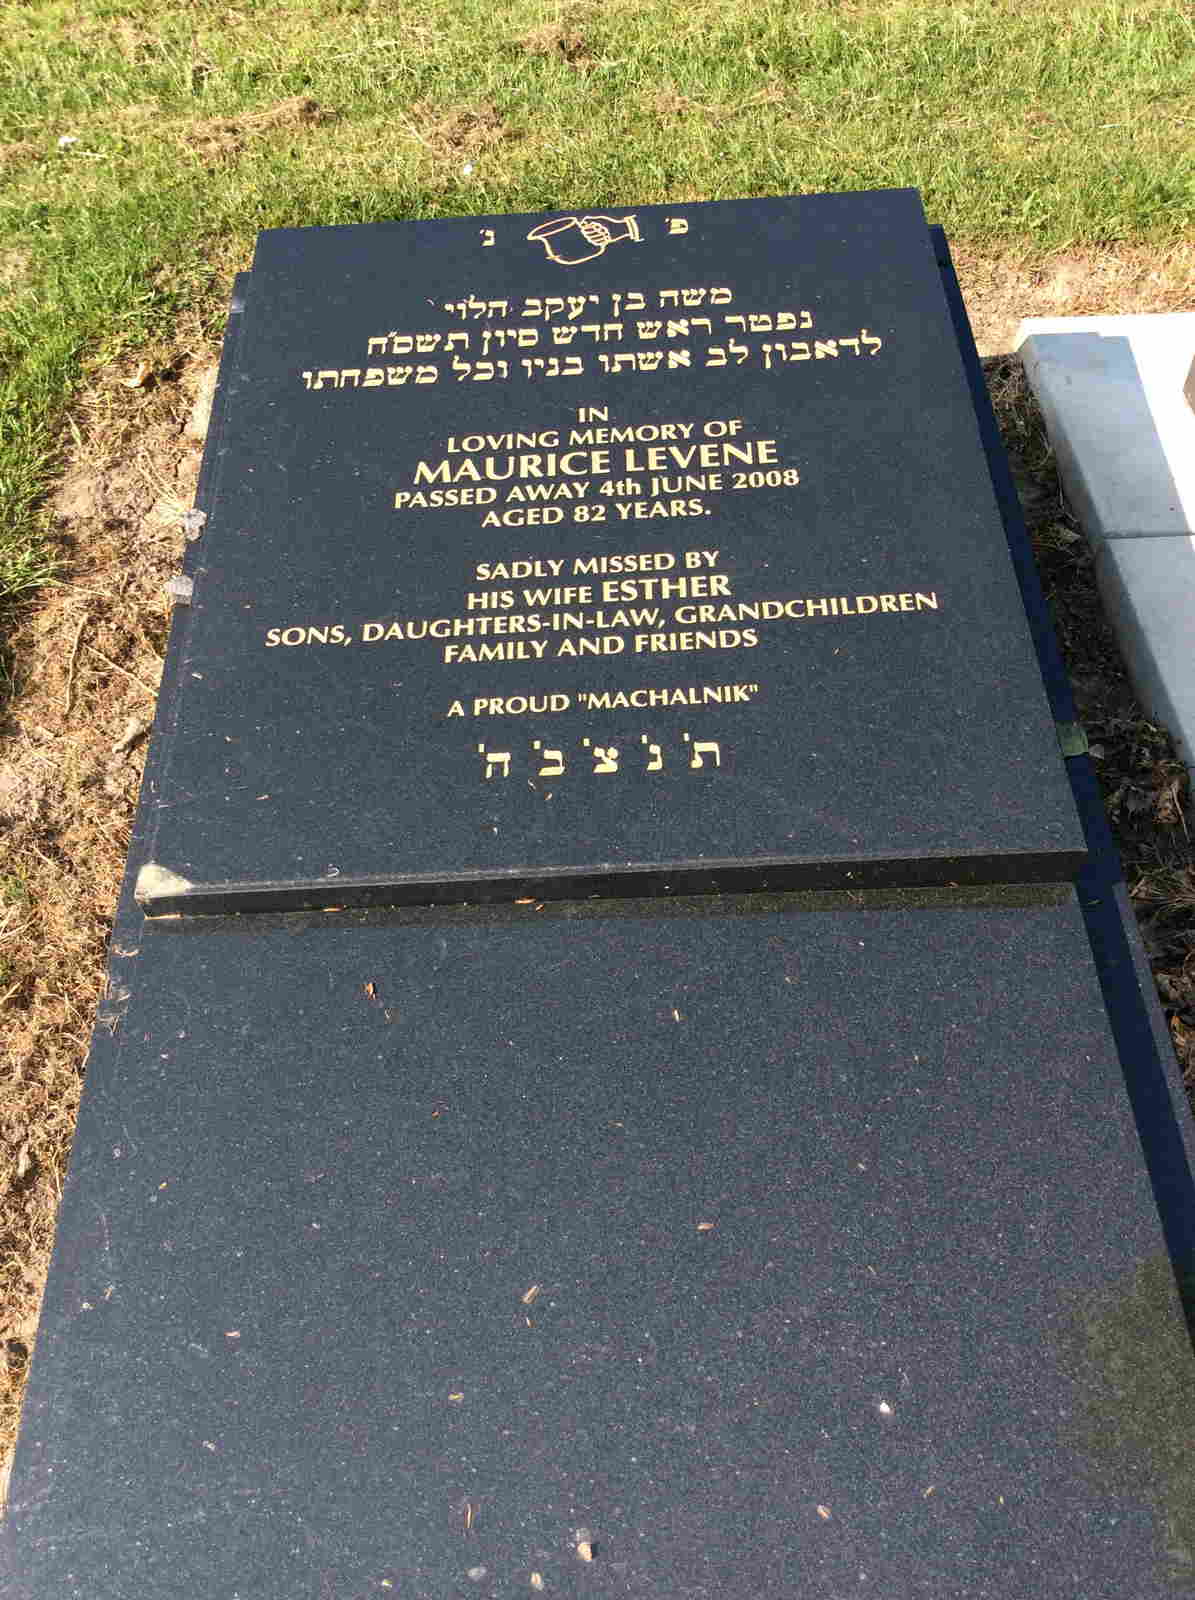 פ' נ'
משה בן יעקב הלוי
נפטר ראש חדש סיון תשס"ח
לדאבון לב אשתו בניו וכל משפחתו
IN
LOVING MEMORY OF
MAURICE LEVENE
PASSED AWAY 4th JUNE 2008
AGED 82 YEARS.
SADLY MISSED BY
HIS WIFE ESTHER
SONS, DAUGHTERS-IN-LAW, GRANDCHILDREN
FAMILY AND FRIENDS
A PROUD "MACHALNIK"
ת' נ' צ' ב' ה'